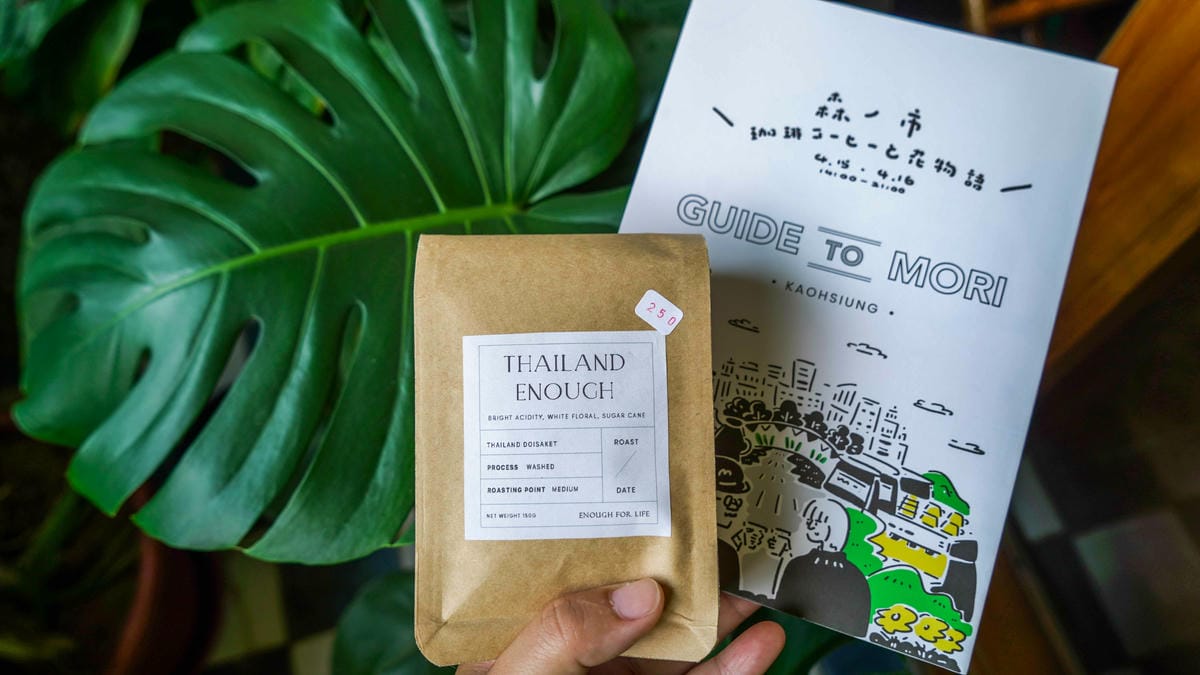 森ノ市
珈琲コーヒーと花物語
4.15 . 4.16
14:00-21:00
GUIDE TO MORI
• KAOHSIUNG •
250
THAILAND
ENOUGH
BRIGHT ACIDITY, WHITE FLORAL, SUGAR CANE
THAILAND DOISAKET
ROAST
PROCESS WASHED
ROASTING POINT MEDIUM
DATE
NET WEIGHT 150G
ENOUGH FOR LIFE